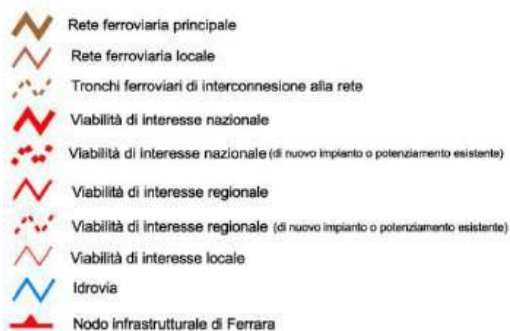 Rete ferroviaria principale
Rete ferroviaria locale
Tronchi ferroviari di interconnesione alla rete
Viabilità di interesse nazionale
Viabilità di interesse nazionale (di nuovo impianto o potenziamento esistente)
Viabilità di interesse regionale
Viabilità di interesse regionale (di nuovo impianto o potenziamento esistente)
Viabilità di interesse locale
Idrovia
Nodo infrastrutturale di Ferrara